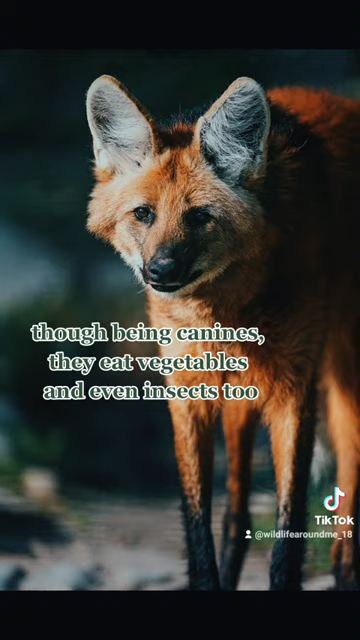 though being canines,
they eat vegetables
and even insects too
TikTok
@wildlifearoundme_18